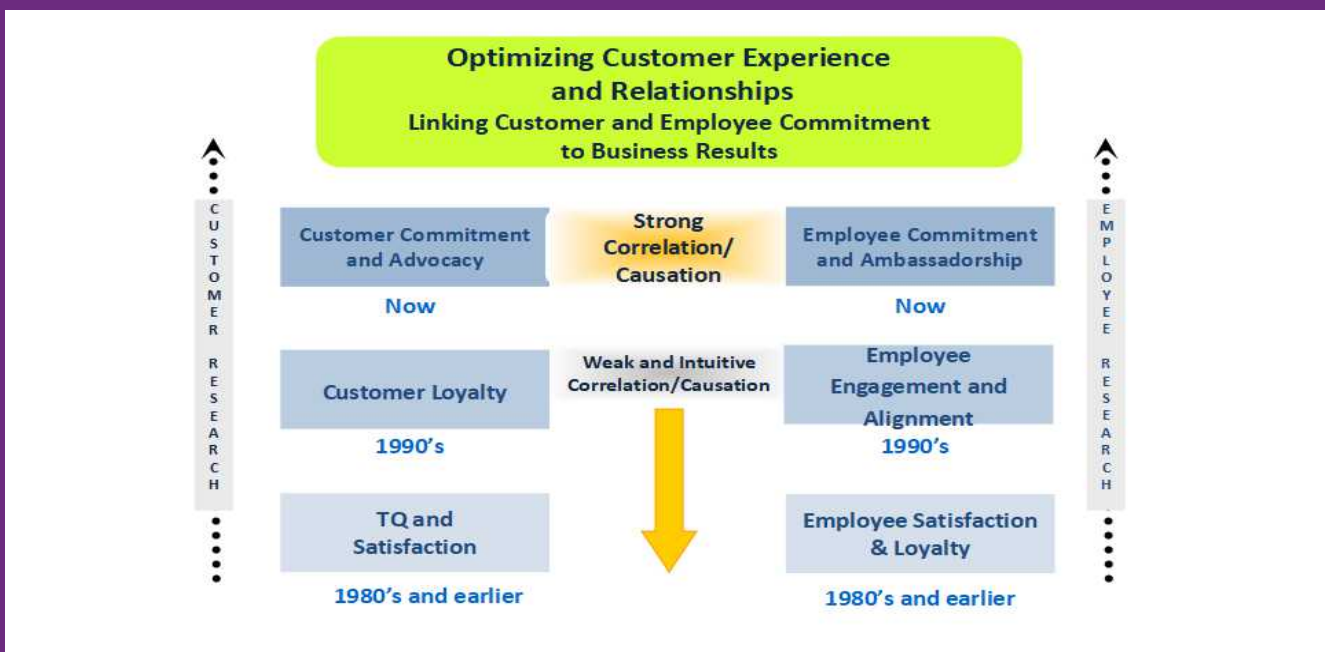 Optimizing Customer Experience
and Relationships
Linking Customer and Employee Commitment
to Business Results
CUSTOMER RESEARCH
Customer Commitment
and Advocacy
Now
Strong
Correlation/
Causation
Employee Commitment
and Ambassadorship
Now
EMPLOYEE RESEARCH
Customer Loyalty
1990's
Weak and Intuitive
Correlation/Causation
Employee
Engagement and
Alignment
1990's
TQ and
Satisfaction
1980's and earlier
Employee Satisfaction
& Loyalty
1980's and earlier